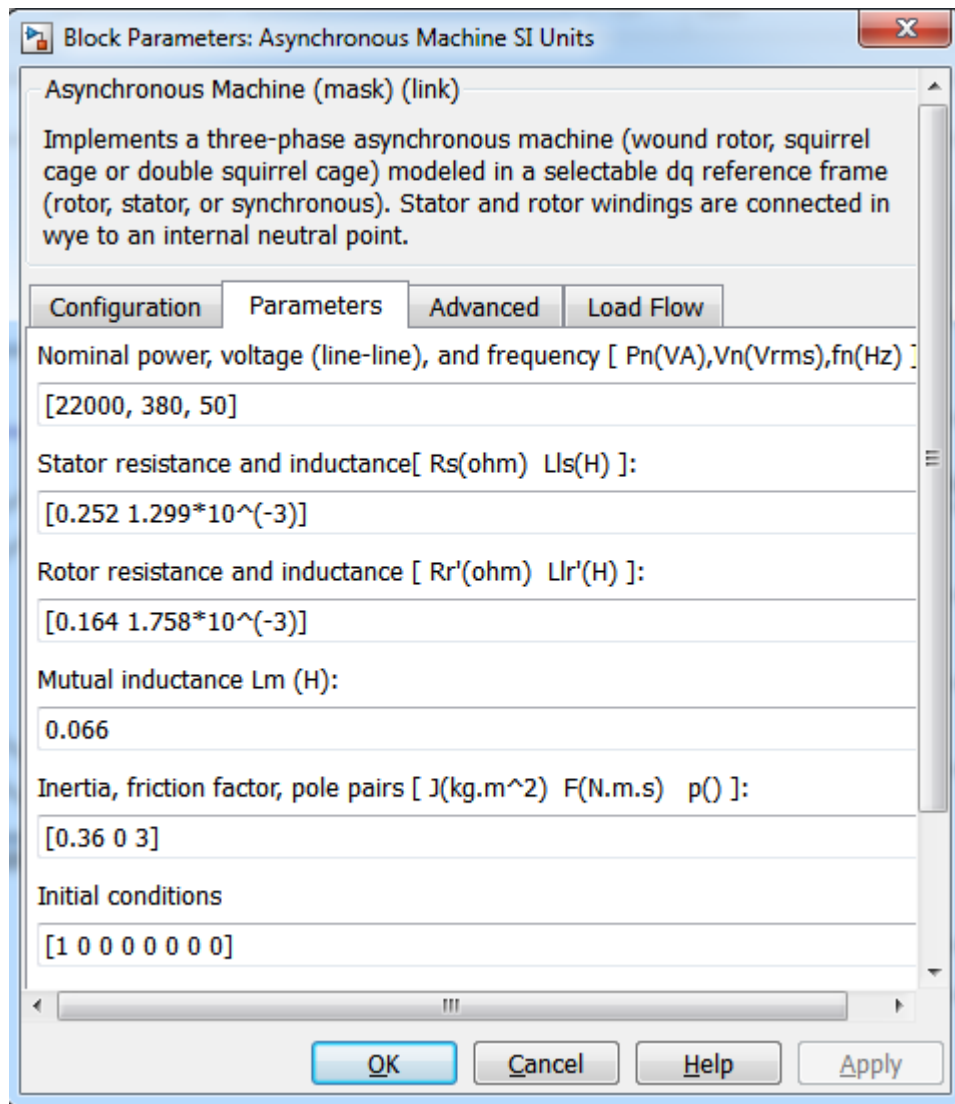 Block Parameters: Asynchronous Machine SI Units
Asynchronous Machine (mask) (link)
Implements a three-phase asynchronous machine (wound rotor, squirrel
cage or double squirrel cage) modeled in a selectable dq reference frame
(rotor, stator, or synchronous). Stator and rotor windings are connected in
wye to an internal neutral point.
Configuration Parameters Advanced Load Flow
Nominal power, voltage (line-line), and frequency [ Pn(VA),Vn(Vrms),fn(Hz) ]
[22000, 380, 50]
Stator resistance and inductance[ Rs(ohm)  Lls(H) ]:
[0.252 1.299*10^(-3)]
Rotor resistance and inductance [ Rr'(ohm)  Llr'(H) ]:
[0.164 1.758*10^(-3)]
Mutual inductance Lm (H):
0.066
Inertia, friction factor, pole pairs [ J(kg.m^2)  F(N.m.s)   p() ]:
[0.36 0 3]
Initial conditions
[1 0 0 0 0 0 0 0]
OK Cancel Help Apply